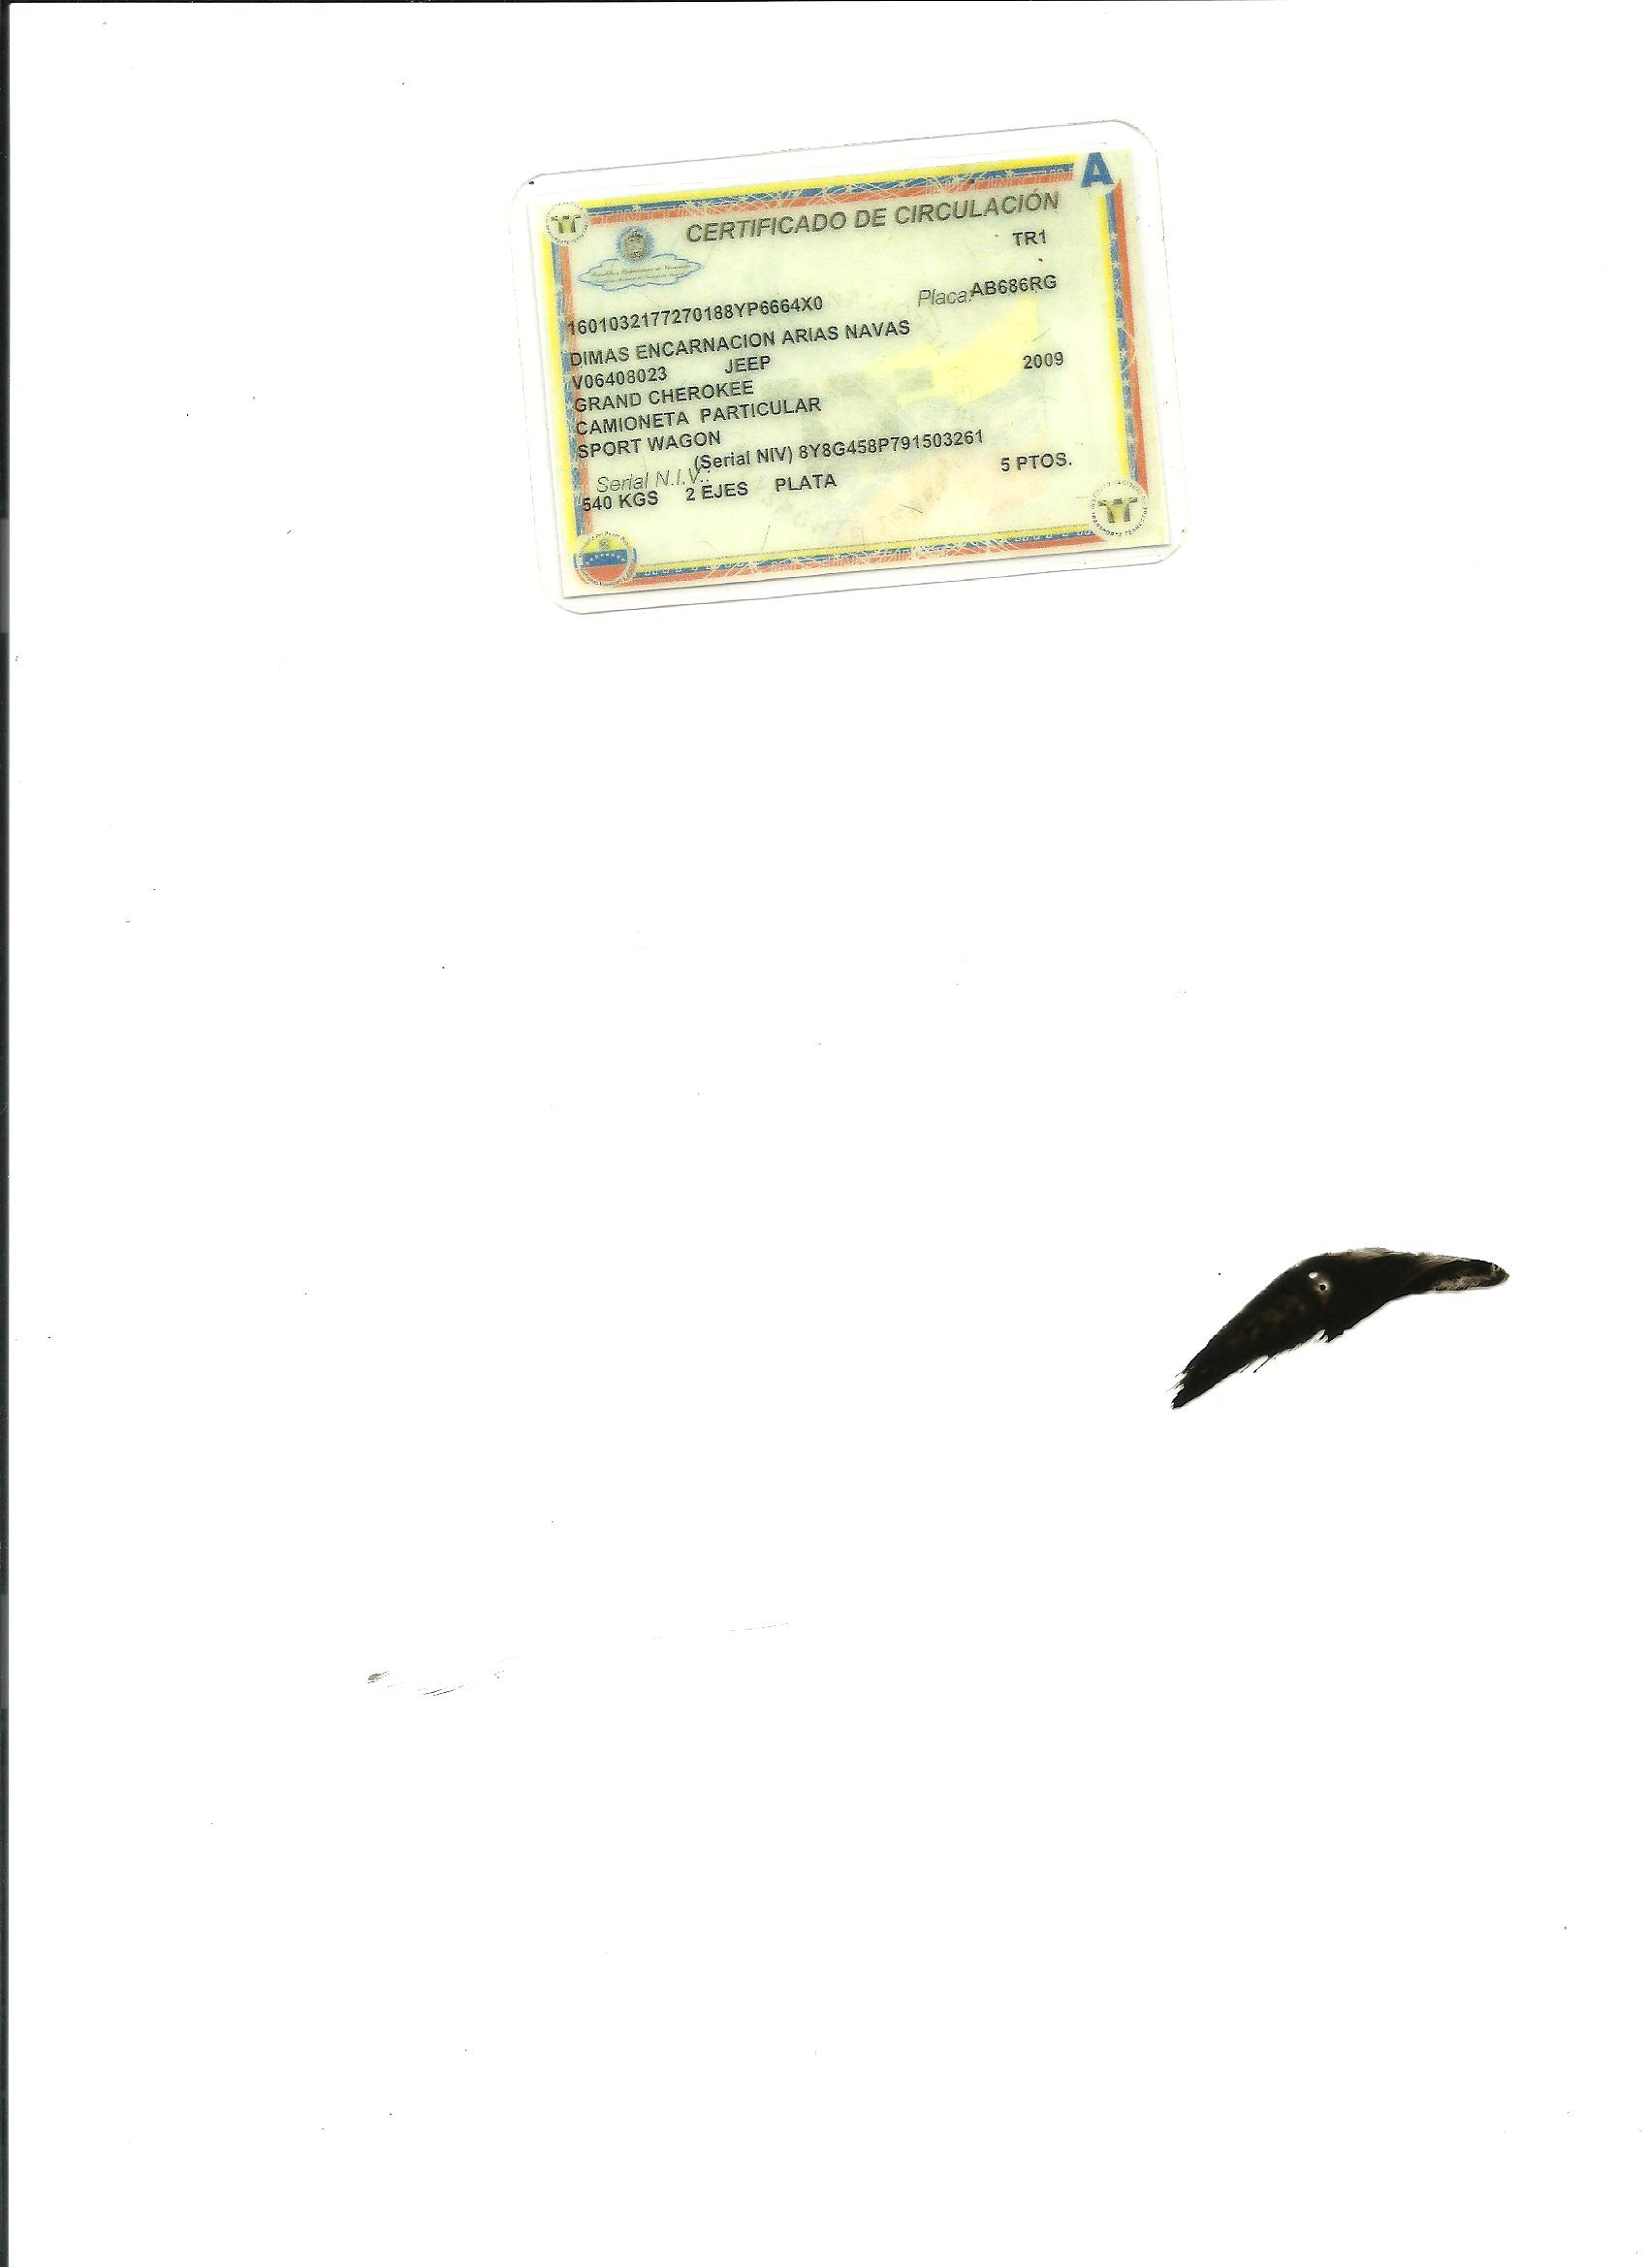 A
CERTIFICADO DE CIRCULACIÓN
TR1
1601032177270188YP6664X0 Placa: AB686RG
DIMAS ENCARNACION ARIAS NAVAS
V06408023 JEEP 2009
GRAND CHEROKEE
CAMIONETA PARTICULAR
SPORT WAGON
(Serial NIV) 8Y8G458P791503261
Serial N.I.V.:
540 KGS 2 EJES PLATA 5 PTOS.